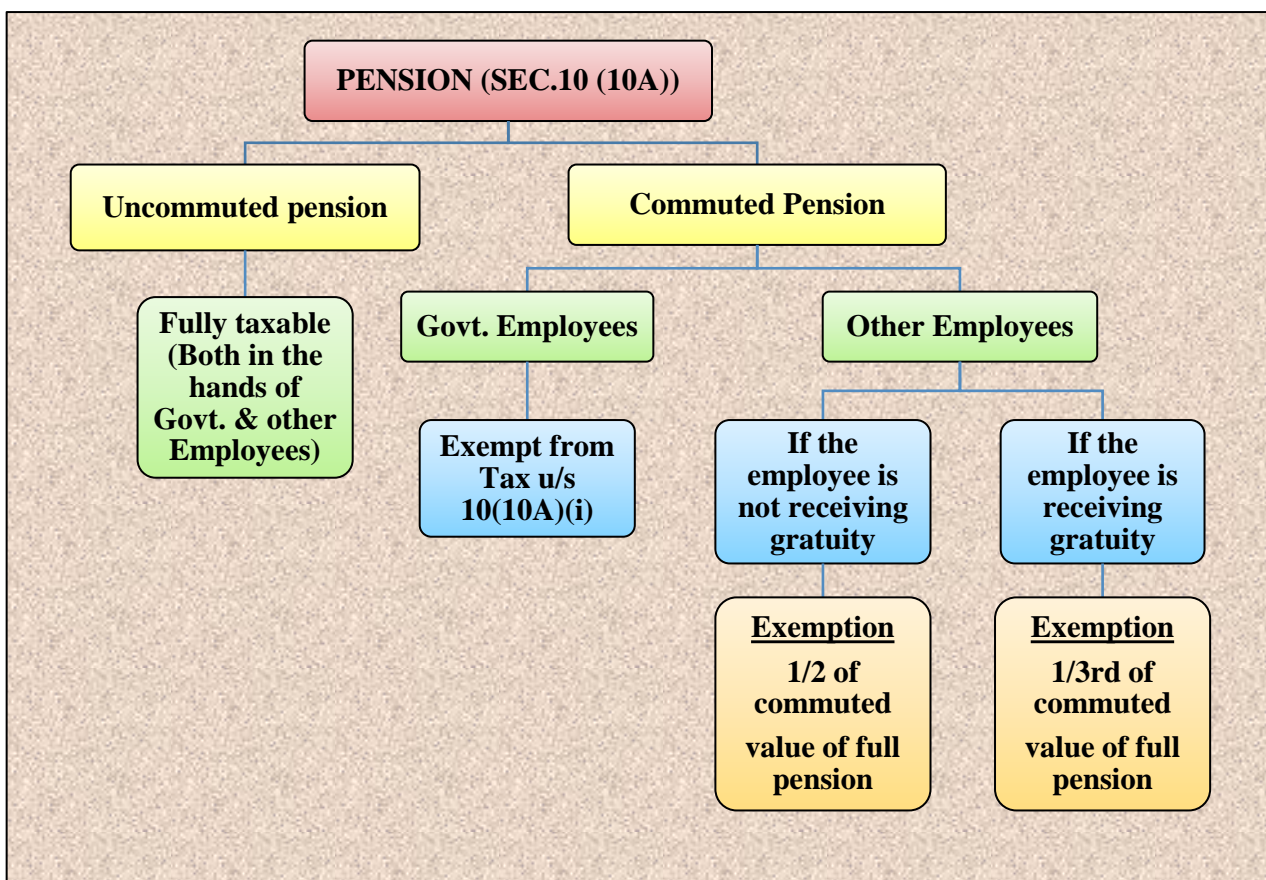 PENSION (SEC.10 (10A))
Uncommuted pension
Commuted Pension
Fully taxable
(Both in the
hands of
Govt. & other
Employees)
Govt. Employees
Other Employees
Exempt from
Tax u/s
10(10A)(i)
If the
employee is
not receiving
gratuity
If the
employee is
receiving
gratuity
Exemption
1/2 of
commuted
value of full
pension
Exemption
1/3rd of
commuted
value of full
pension